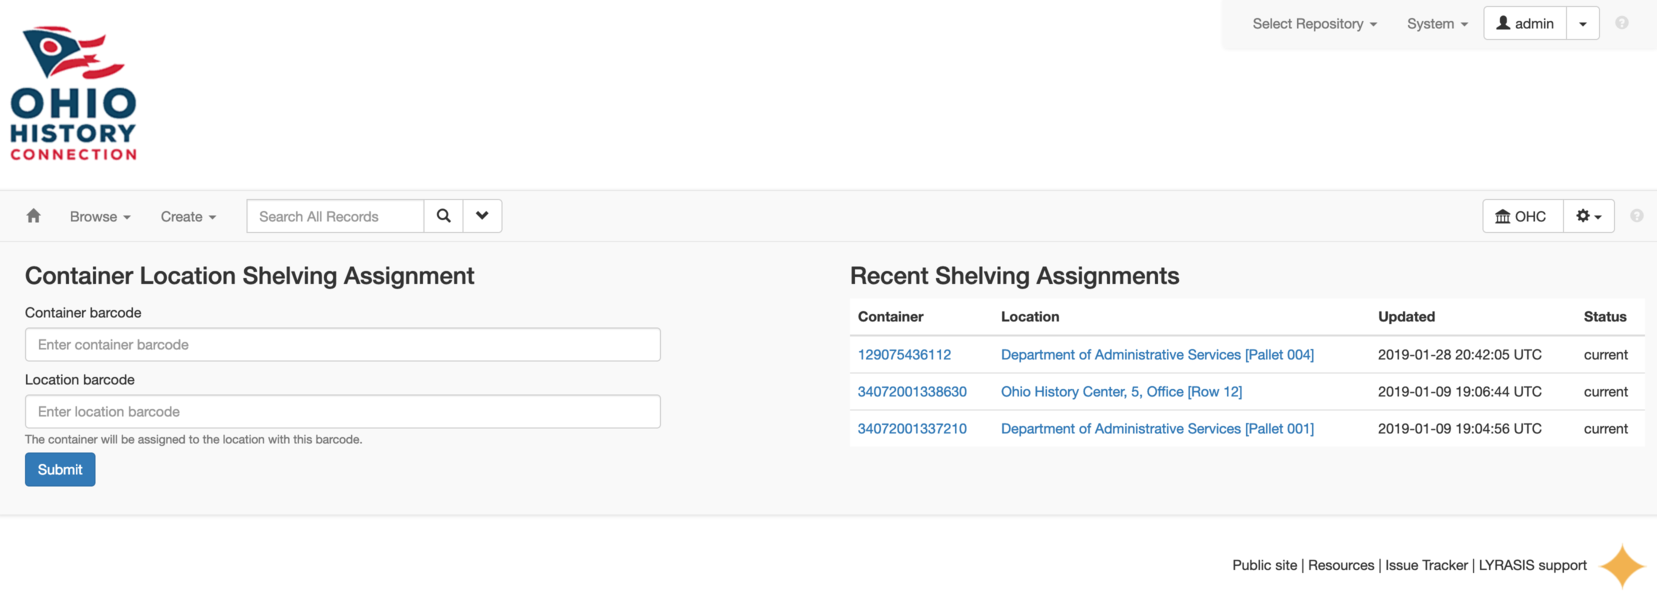 Select Repository System admin
OHIO
HISTORY
CONNECTION
Browse Create Search All Records OHC
Container Location Shelving Assignment
Container barcode
Enter container barcode
Location barcode
Enter location barcode
The container will be assigned to the location with this barcode.
Submit
Recent Shelving Assignments
Container Location Updated Status
129075436112 Department of Administrative Services [Pallet 004] 2019-01-28 20:42:05 UTC current
34072001338630 Ohio History Center, 5, Office [Row 12] 2019-01-09 19:06:44 UTC current
34072001337210 Department of Administrative Services [Pallet 001] 2019-01-09 19:04:56 UTC current
Public site | Resources | Issue Tracker | LYRASIS support